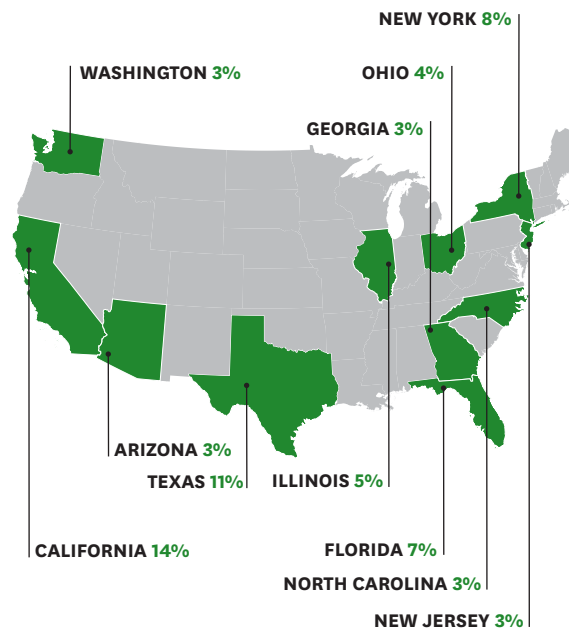 NEW YORK 8%
WASHINGTON 3%
OHIO 4%
GEORGIA 3%
ARIZONA 3%
TEXAS 11%
ILLINOIS 5%
CALIFORNIA 14%
FLORIDA 7%
NORTH CAROLINA 3%
NEW JERSEY 3%